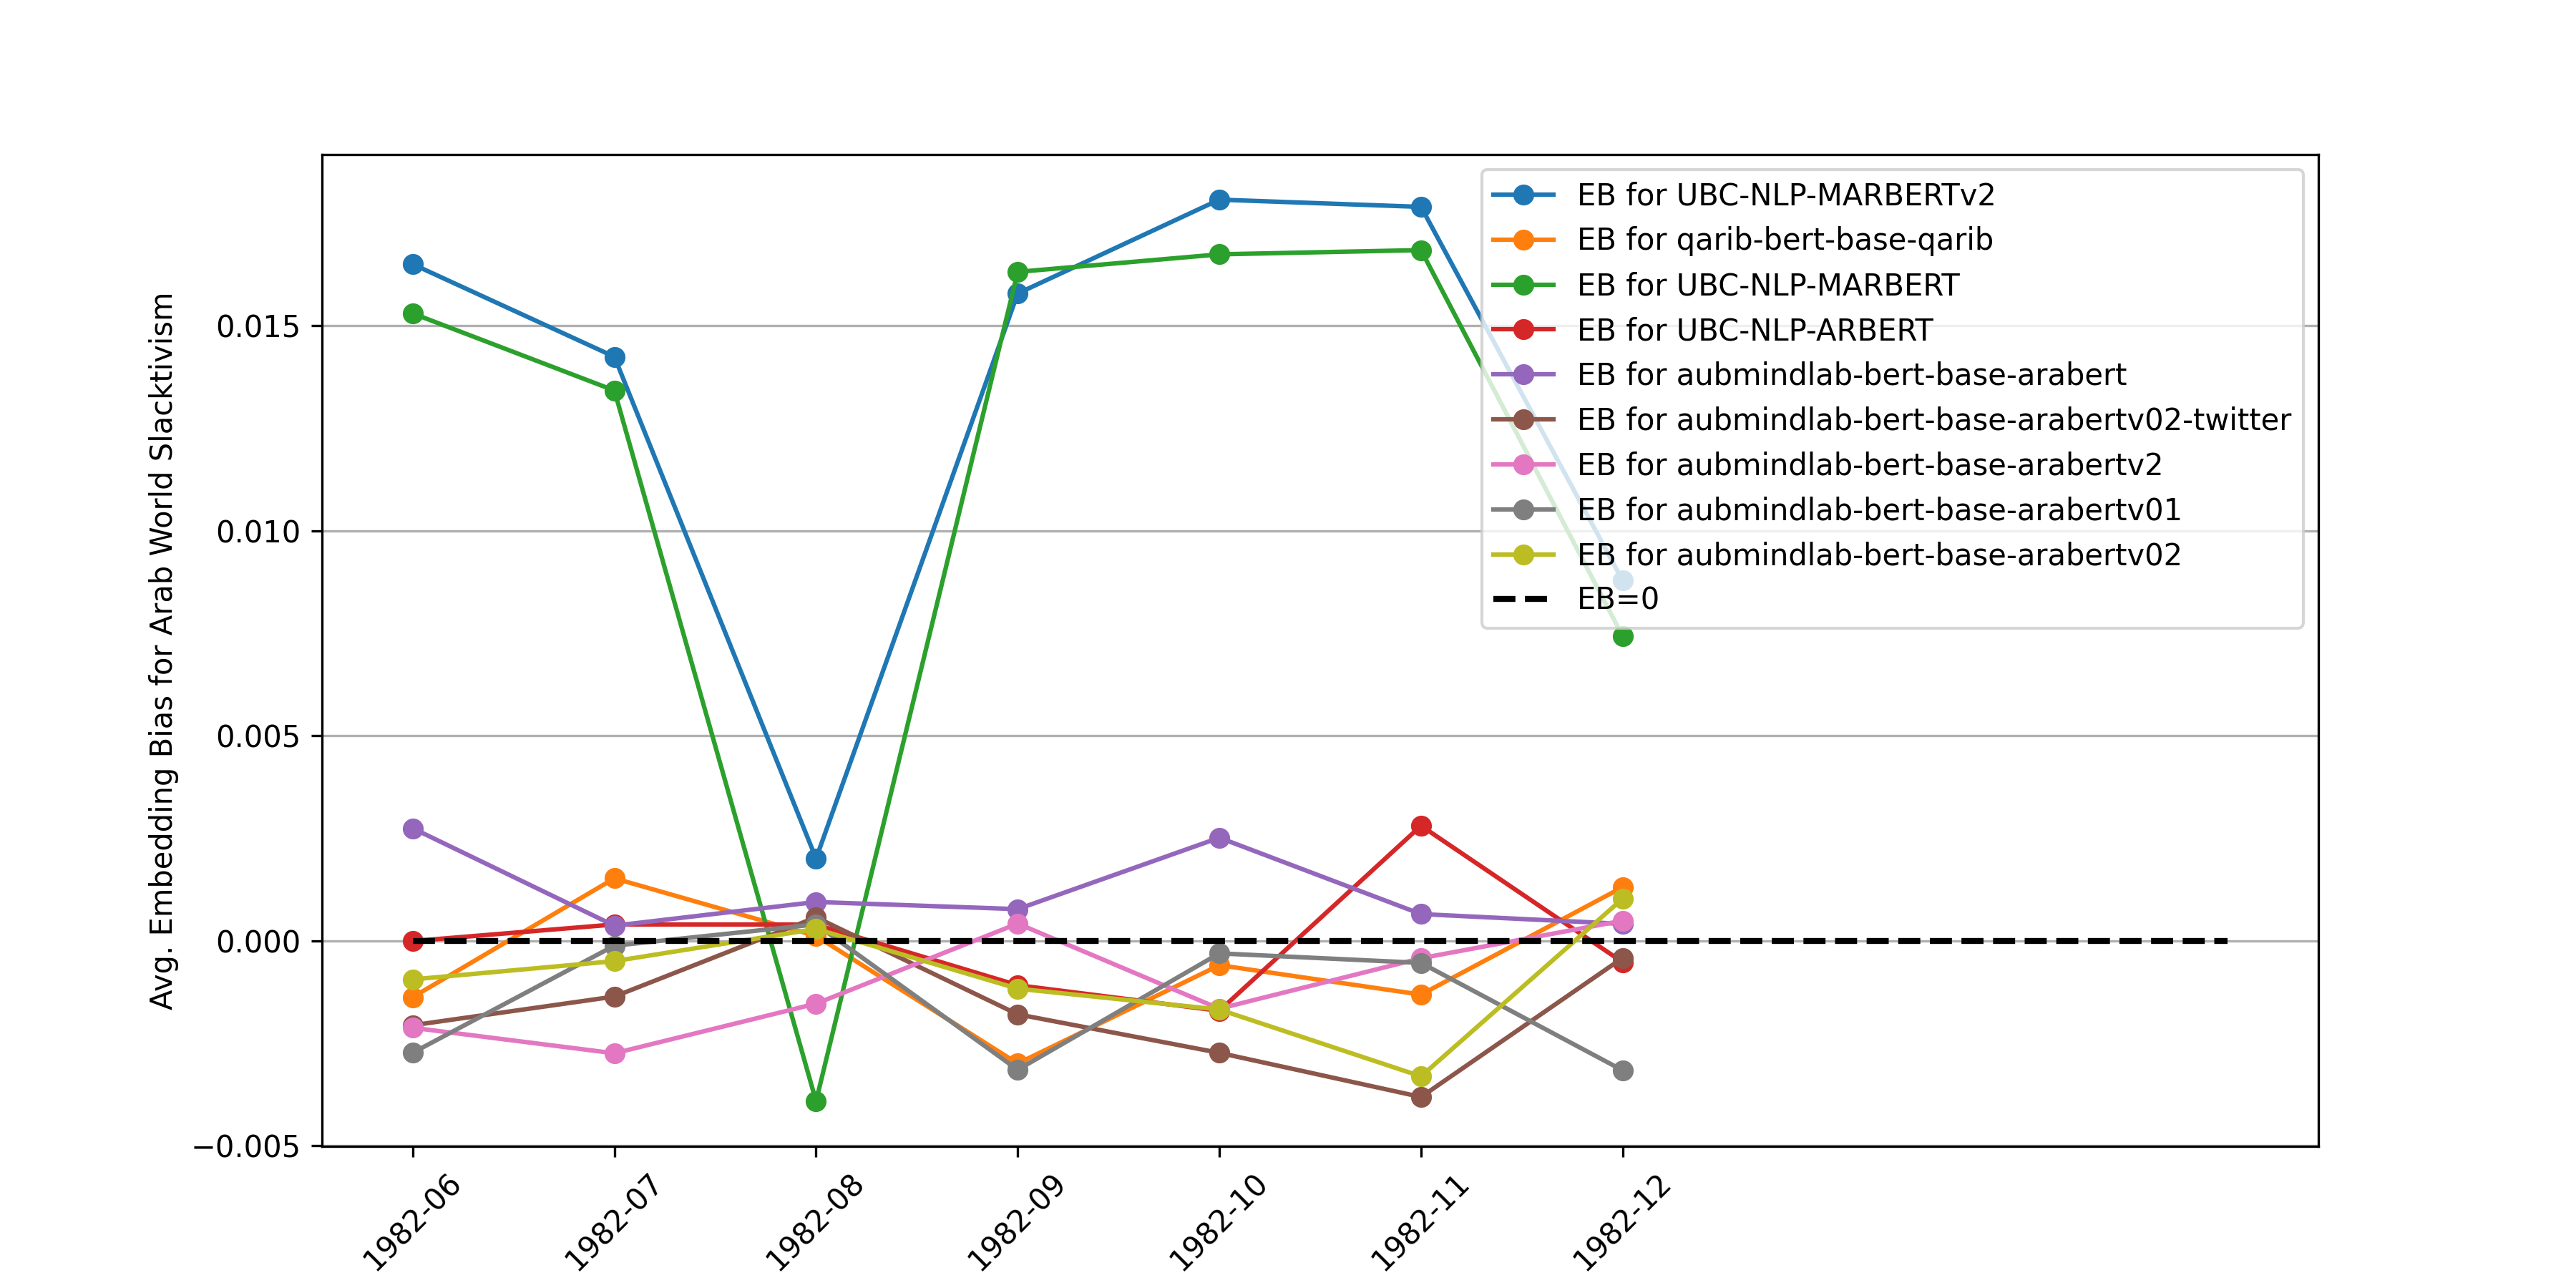 Avg. Embedding Bias for Arab World Slacktivism
0.015
0.010
0.005
0.000
−0.005
EB for UBC-NLP-MARBERTv2
EB for qarib-bert-base-qarib
EB for UBC-NLP-MARBERT
EB for UBC-NLP-ARBERT
EB for aubmindlab-bert-base-arabert
EB for aubmindlab-bert-base-arabertv02-twitter
EB for aubmindlab-bert-base-arabertv2
EB for aubmindlab-bert-base-arabertv01
EB for aubmindlab-bert-base-arabertv02
EB=0
1982-06
1982-07
1982-08
1982-09
1982-10
1982-11
1982-12